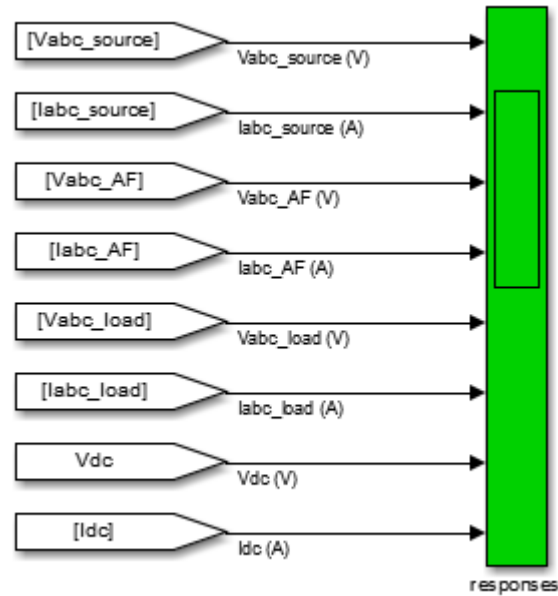 [Vabc_source]
Vabc_source (V)
[Iabc_source]
Iabc_source (A)
[Vabc_AF]
Vabc_AF (V)
[Iabc_AF]
Iabc_AF (A)
[Vabc_load]
Vabc_load (V)
[Iabc_load]
Iabc_load (A)
Vdc
Vdc (V)
[Idc]
Idc (A)
responses